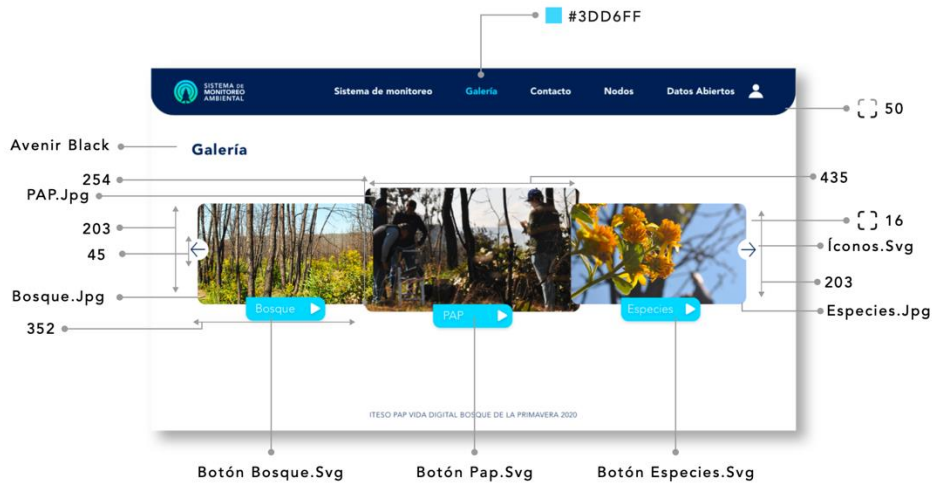 #3DD6FF
SISTEMA DE
MONITOREO
AMBIENTAL
Sistema de monitoreo
Galería
Contacto
Nodos
Datos Abiertos
50
Avenir Black
Galería
254
435
PAP.Jpg
203
16
45
Íconos.Svg
203
Bosque.Jpg
Especies.Jpg
Bosque
PAP
Especies
352
ITESO PAP VIDA DIGITAL BOSQUE DE LA PRIMAVERA 2020
Botón Bosque.Svg
Botón Pap.Svg
Botón Especies.Svg